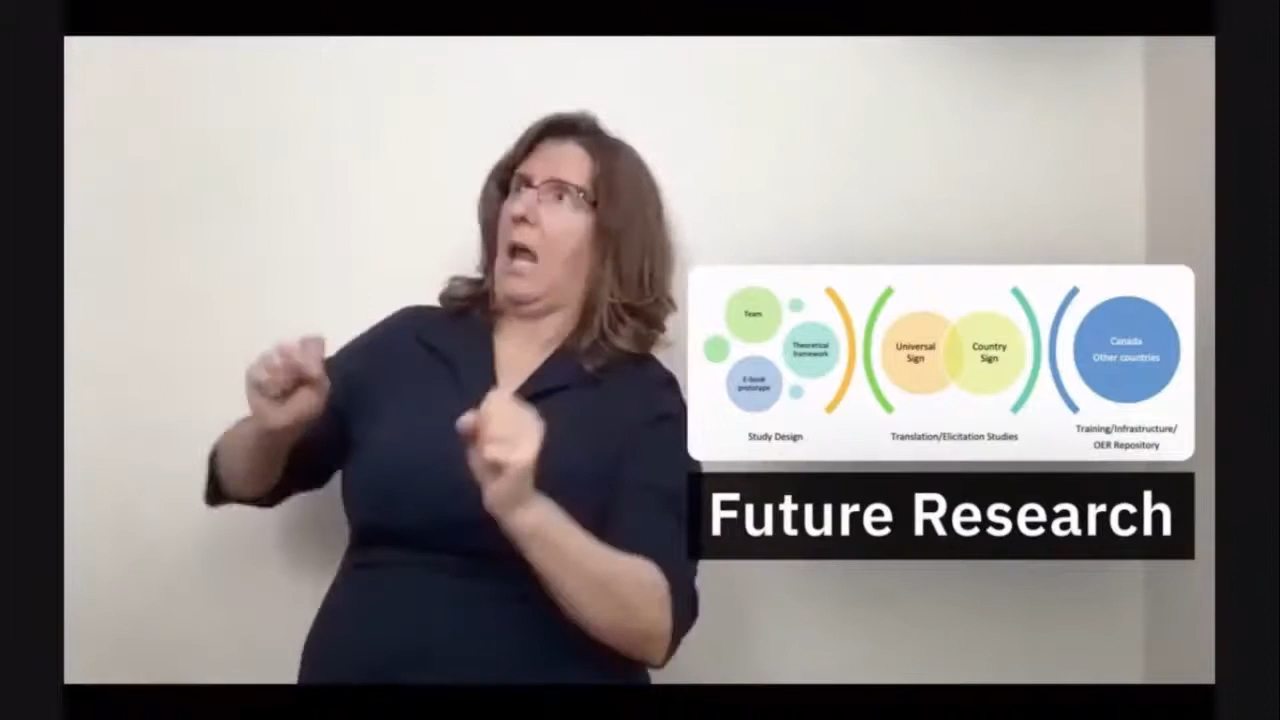 Team
Theoretical
framework
E-book
prototype
Study Design
Universal
Sign
Country
Sign
Translation/Elicitation Studies
Canada
Other countries
Training/Infrastructure/
OER Repository
Future Research